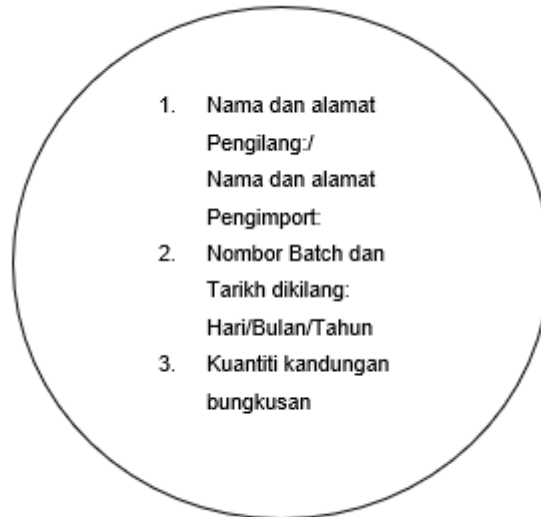 1. Nama dan alamat
Pengilang:/
Nama dan alamat
Pengimport:
2. Nombor Batch dan
Tarikh dikilang:
Hari/Bulan/Tahun
3. Kuantiti kandungan
bungkusan